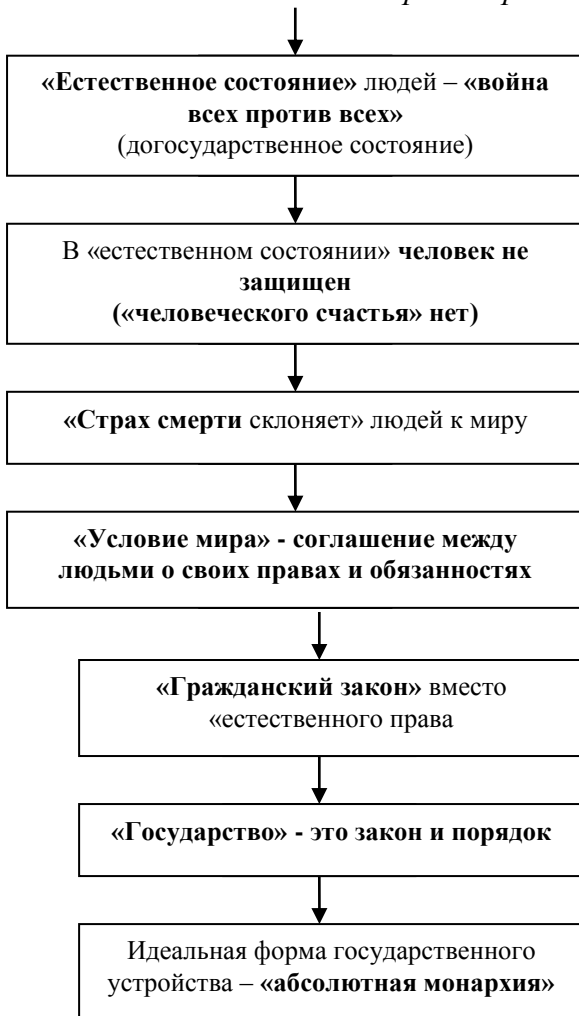 «Естественное состояние» людей – «война
всех против всех»
(догосударственное состояние)
В «естественном состоянии» человек не
защищен
(«человеческого счастья» нет)
«Страх смерти склоняет» людей к миру
«Условие мира» - соглашение между
людьми о своих правах и обязанностях
«Гражданский закон» вместо
«естественного права
«Государство» - это закон и порядок
Идеальная форма государственного
устройства – «абсолютная монархия»